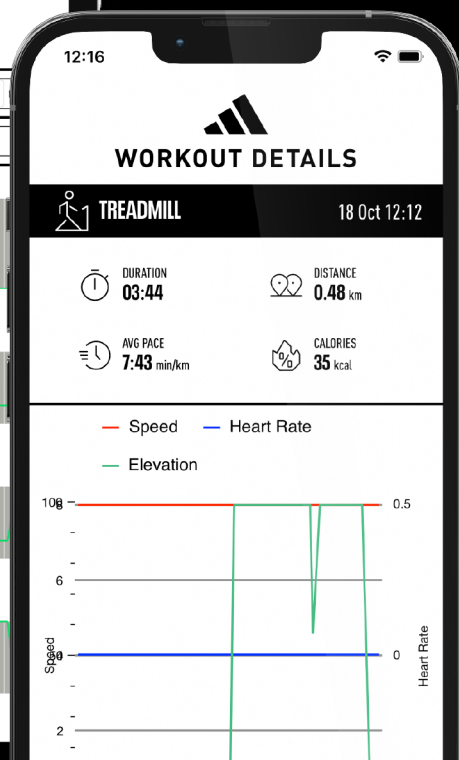 12:16
WORKOUT DETAILS
TREADMILL 18 Oct 12:12
DURATION DISTANCE
03:44 0.48 km
AVG PACE CALORIES
7:43 min/km 35 kcal
Speed Heart Rate
Elevation
0.5
6
0
Speed
Heart Rate
2